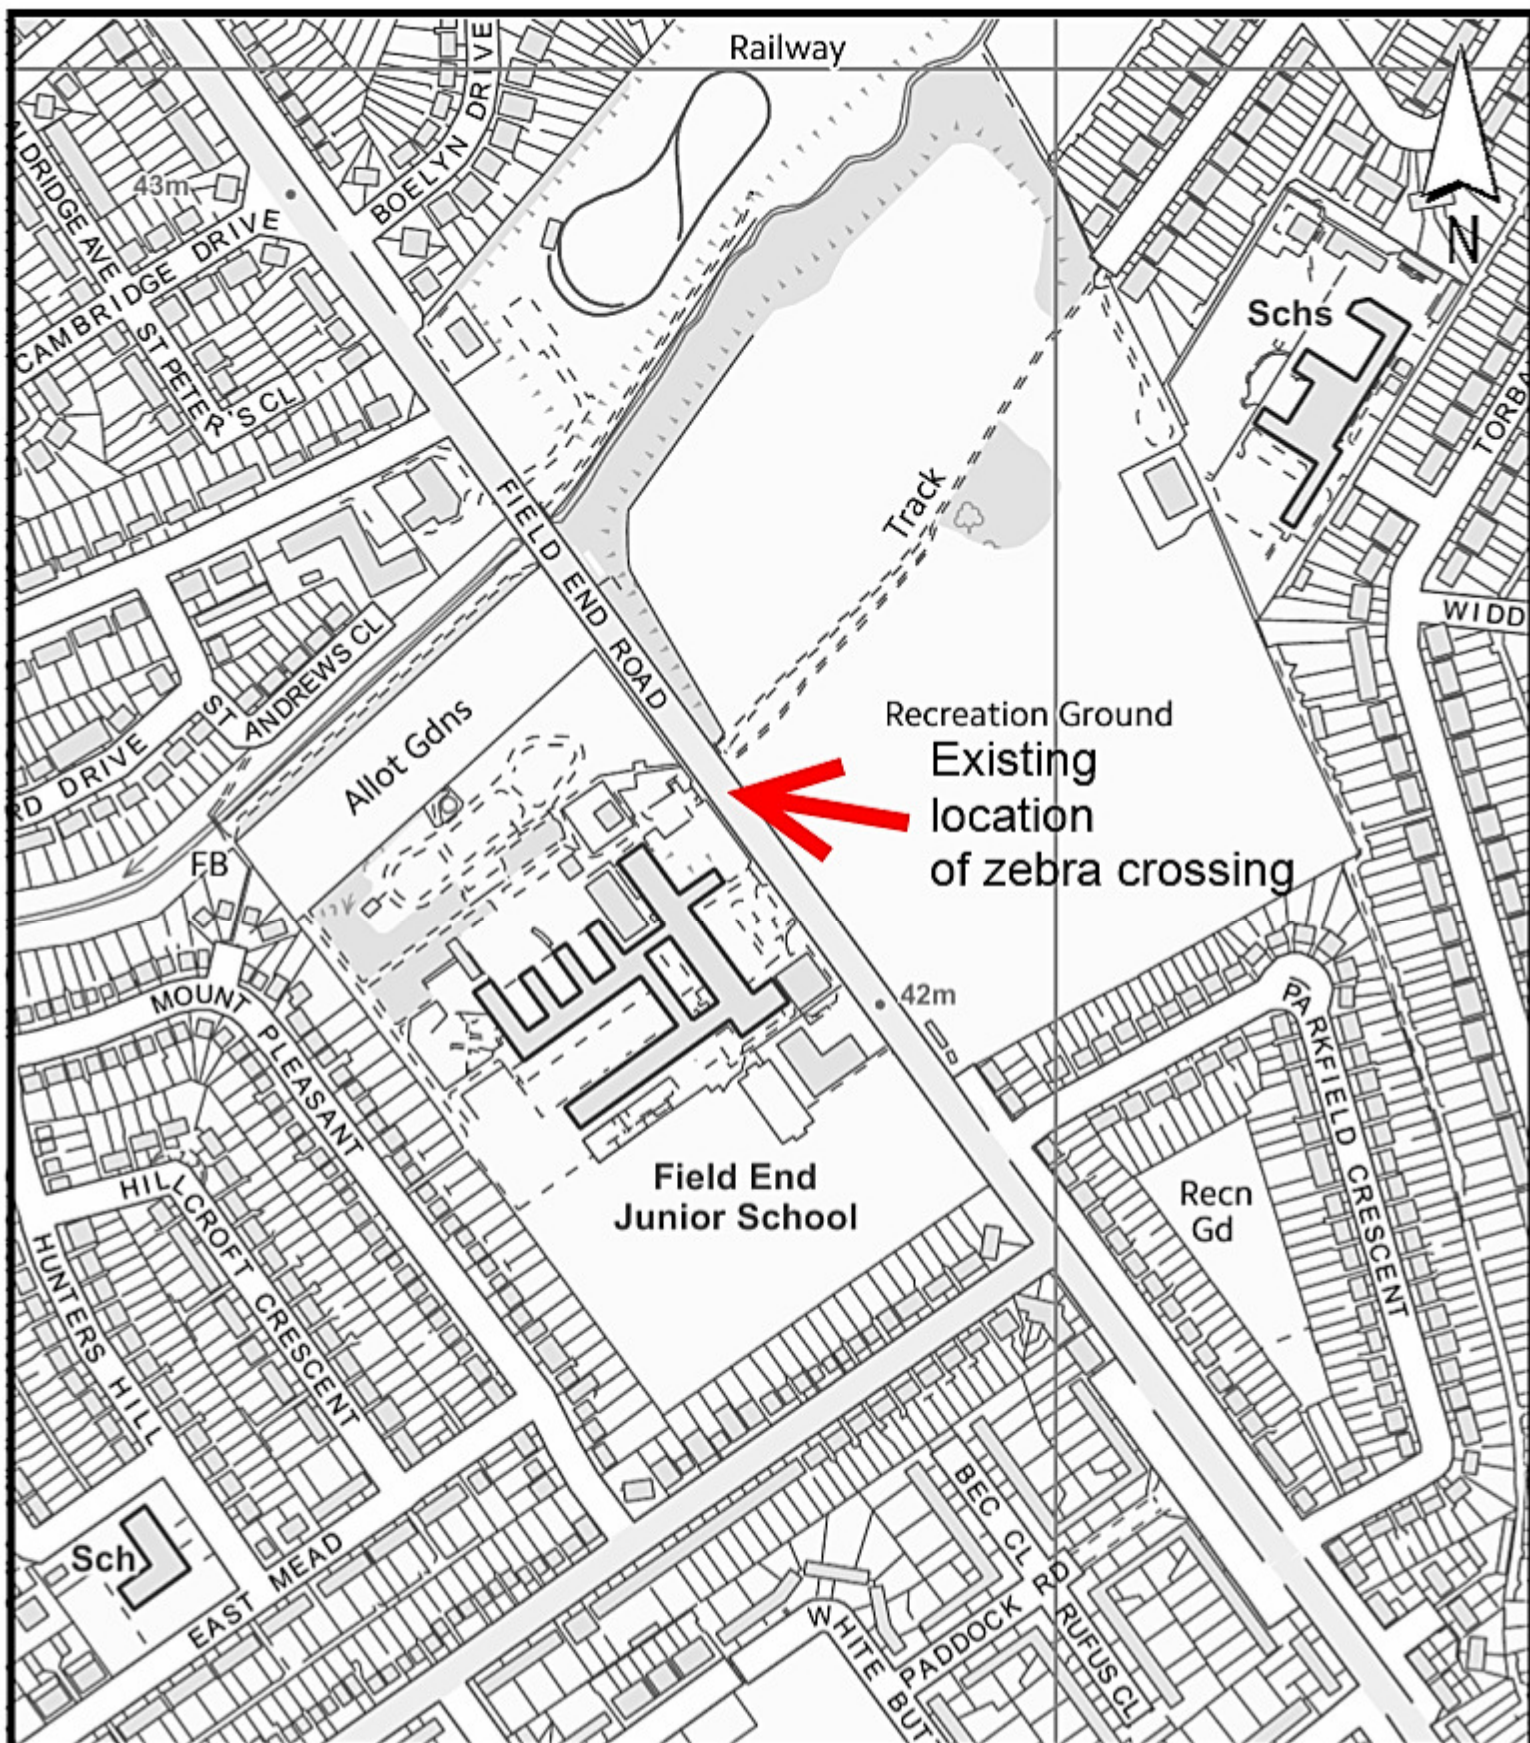 Railway
BOELYN DRIVE
43m
CAMBRIDGE DRIVE
ST PETER'S CL
N
Schs
FIELD END ROAD
Track
WIDD
ST ANDREWS CL
Allot Gdns
Recreation Ground
Existing
location
of zebra crossing
RD DRIVE
FB
42m
MOUNT PLEASANT
PARKFIELD CRESCENT
Field End
Junior School
Recn
Gd
HILLCROFT CRESCENT
HUNTERS HILL
Sch
EAST MEAD
BEC CL
PADDOCK RD
RUFUS CL
WHITE BUT